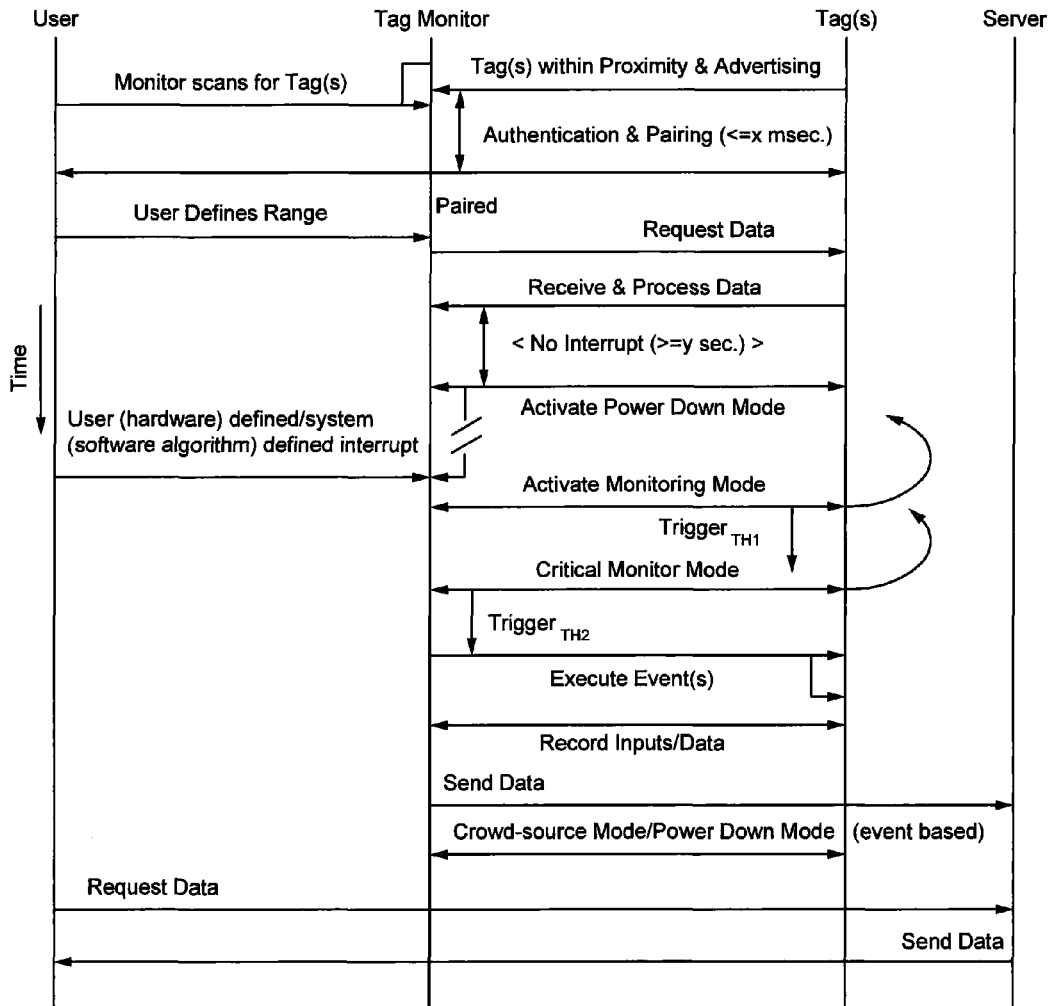 User
Tag Monitor
Tag(s)
Server
Tag(s) within Proximity & Advertising
Monitor scans for Tag(s)
Authentication & Pairing (<=x msec.)
Paired
User Defines Range
Request Data
Receive & Process Data
< No Interrupt (>=y sec.) >
Time
Activate Power Down Mode
User (hardware) defined/system
(software algorithm) defined interrupt
Activate Monitoring Mode
Trigger TH1
Critical Monitor Mode
Trigger TH2
Execute Event(s)
Record Inputs/Data
Send Data
Crowd-source Mode/Power Down Mode (event based)
Request Data
Send Data